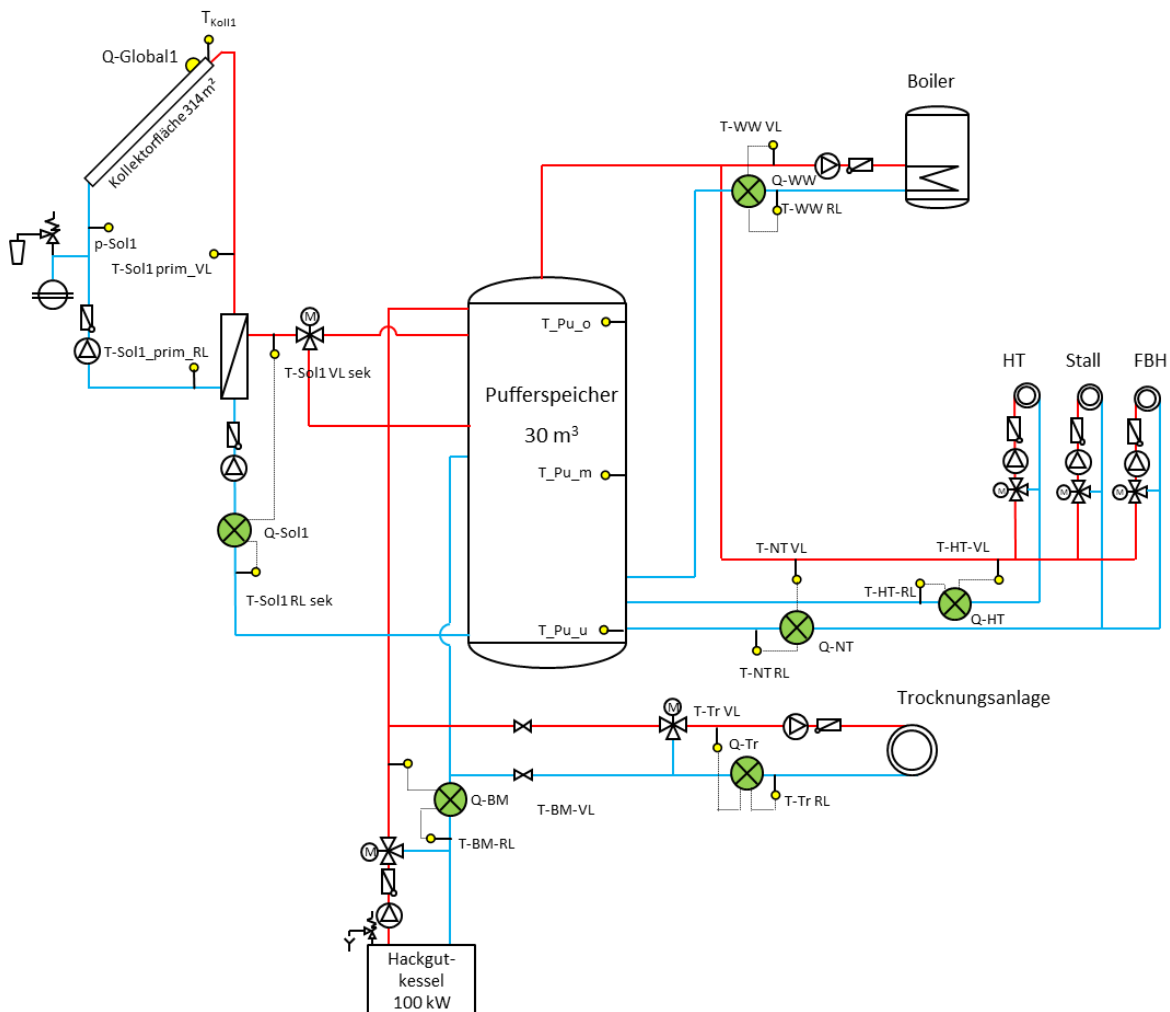 T_Koll1
Q-Global1
Kollektorfläche 314 m²
p-Sol1
T-Sol1 prim_VL
T-Sol1_prim_RL
M
T-Sol1 VL sek
Q-Sol1
T-Sol1 RL sek
Boiler
T-WW VL
Q-WW
T-WW RL
T_Pu_o
Pufferspeicher
30 m³
T_Pu_m
T_Pu_u
HT
Stall
FBH
M
M
M
T-NT VL
T-HT-VL
T-HT-RL
Q-HT
Q-NT
T-NT RL
Trocknungsanlage
M
T-Tr VL
Q-Tr
T-Tr RL
Q-BM
T-BM-VL
T-BM-RL
M
Hackgut-
kessel
100 kW